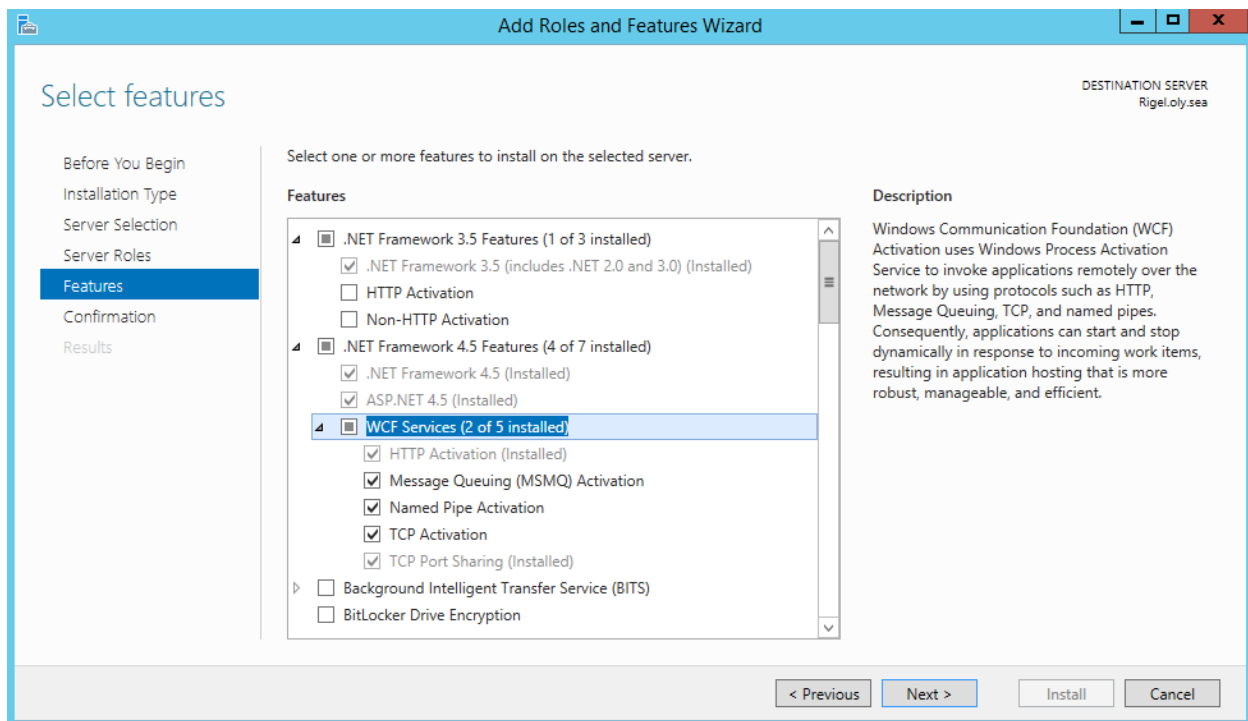 Add Roles and Features Wizard
Select features
DESTINATION SERVER
Rigel.oly.sea
Before You Begin
Installation Type
Server Selection
Server Roles
Features
Confirmation
Results
Select one or more features to install on the selected server.
Features
.NET Framework 3.5 Features (1 of 3 installed)
.NET Framework 3.5 (includes .NET 2.0 and 3.0) (Installed)
HTTP Activation
Non-HTTP Activation
.NET Framework 4.5 Features (4 of 7 installed)
.NET Framework 4.5 (Installed)
ASP.NET 4.5 (Installed)
WCF Services (2 of 5 installed)
HTTP Activation (Installed)
Message Queuing (MSMQ) Activation
Named Pipe Activation
TCP Activation
TCP Port Sharing (Installed)
Background Intelligent Transfer Service (BITS)
BitLocker Drive Encryption
Description
Windows Communication Foundation (WCF)
Activation uses Windows Process Activation
Service to invoke applications remotely over the
network by using protocols such as HTTP,
Message Queuing, TCP, and named pipes.
Consequently, applications can start and stop
dynamically in response to incoming work items,
resulting in application hosting that is more
robust, manageable, and efficient.
< Previous
Next >
Install
Cancel